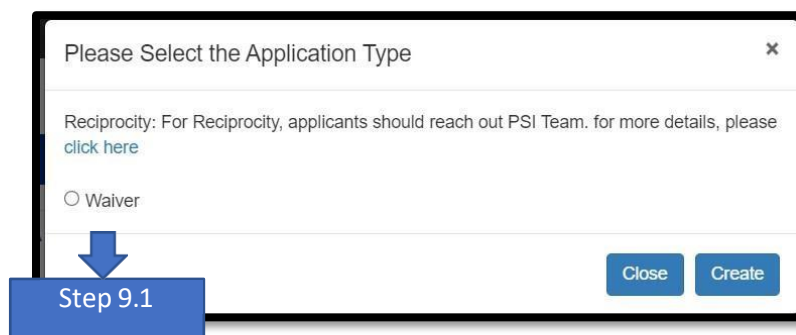 Please Select the Application Type ×
Reciprocity: For Reciprocity, applicants should reach out PSI Team. for more details, please
click here
Waiver
Close Create
Step 9.1